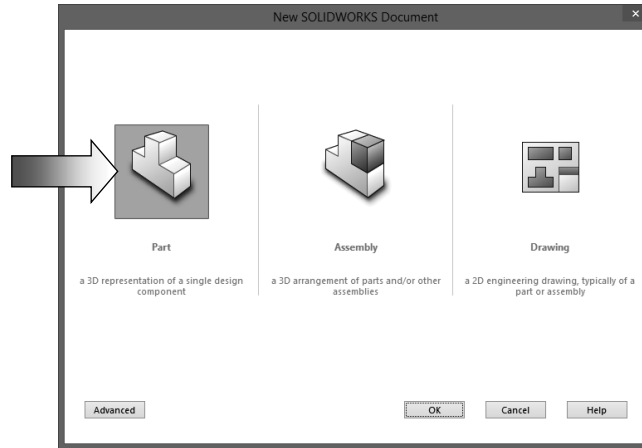 New SOLIDWORKS Document
Part
a 3D representation of a single design
component
Assembly
a 3D arrangement of parts and/or other
assemblies
Drawing
a 2D engineering drawing, typically of a
part or assembly
Advanced
OK
Cancel
Help